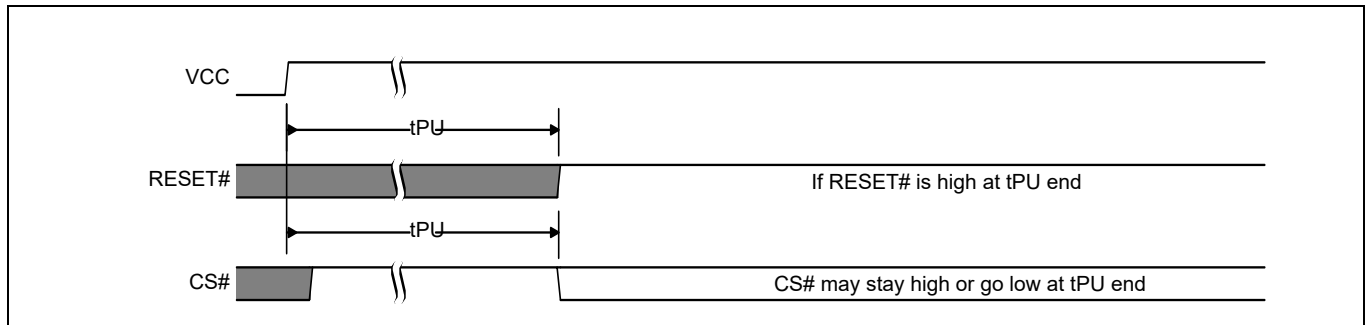 VCC
tPU
RESET#
If RESET# is high at tPU end
tPU
CS#
CS# may stay high or go low at tPU end